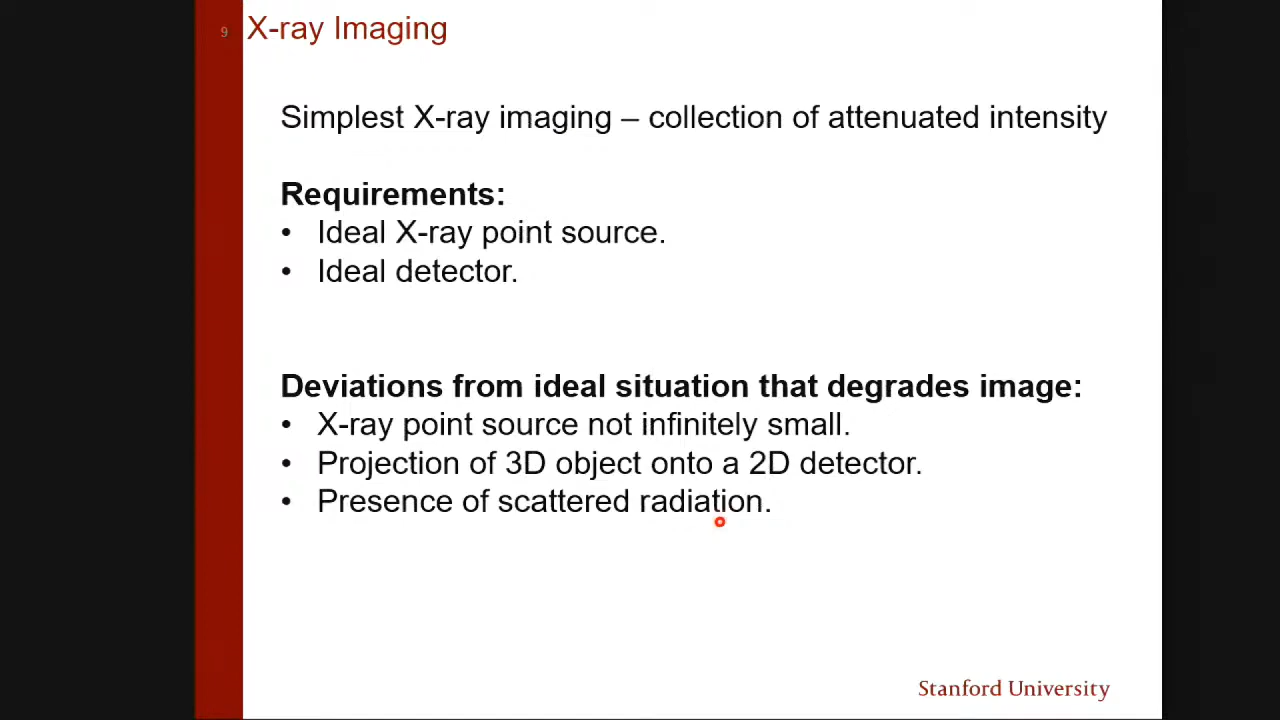 9
X-ray Imaging
Simplest X-ray imaging – collection of attenuated intensity
Requirements:
• Ideal X-ray point source.
• Ideal detector.
Deviations from ideal situation that degrades image:
• X-ray point source not infinitely small.
• Projection of 3D object onto a 2D detector.
• Presence of scattered radiation.
Stanford University